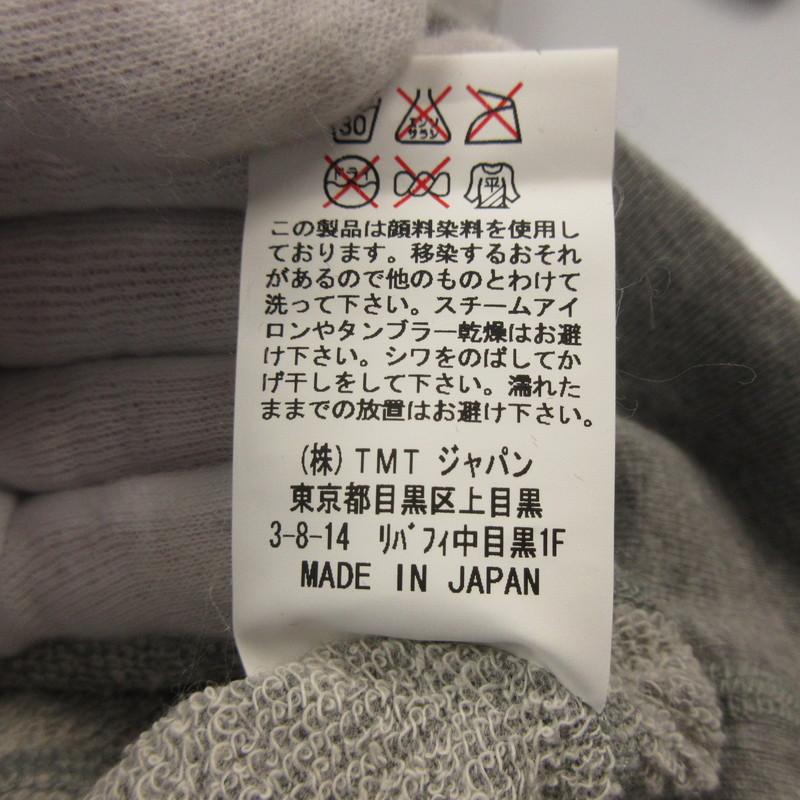 30
エンソ
サラシ
ドライ
平
この製品は顔料染料を使用し
ております。移染するおそれ
があるので他のものとわけて
洗って下さい。スチームアイ
ロンやタンブラー乾燥はお避
け下さい。シワをのばしてか
げ干しをして下さい。濡れた
ままでの放置はお避け下さい。
(株)TMT ジャパン
東京都目黒区上目黒
3-8-14 リバフィ中目黒1F
MADE IN JAPAN